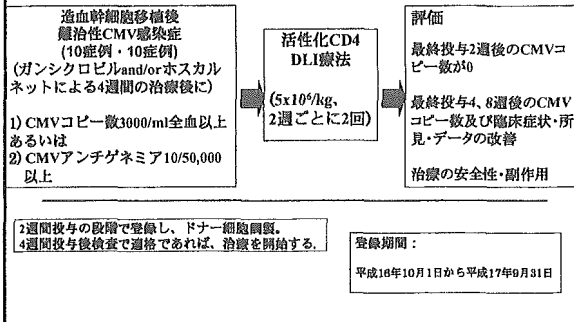 造血幹細胞移植後
難治性CMV感染症
(10症例・10症例)
(ガンシクロビルand/orホスカル
ネットによる4週間の治療後に)
1) CMVコピー数3000/ml全血以上
あるいは
2) CMVアンチゲネミア10/50,000
以上
活性化CD4
DLI療法
(5x10⁶/kg、
2週ごとに2回)
評価
最終投与2週後のCMVコ
ピー数が0
最終投与4、8週後のCMV
コピー数及び臨床症状・所
見・データの改善
治療の安全性・副作用
2週間投与の段階で登録し、ドナー細胞調製。
4週間投与後検査で適格であれば、治療を開始する.
登録期間：
平成16年10月1日から平成17年9月31日